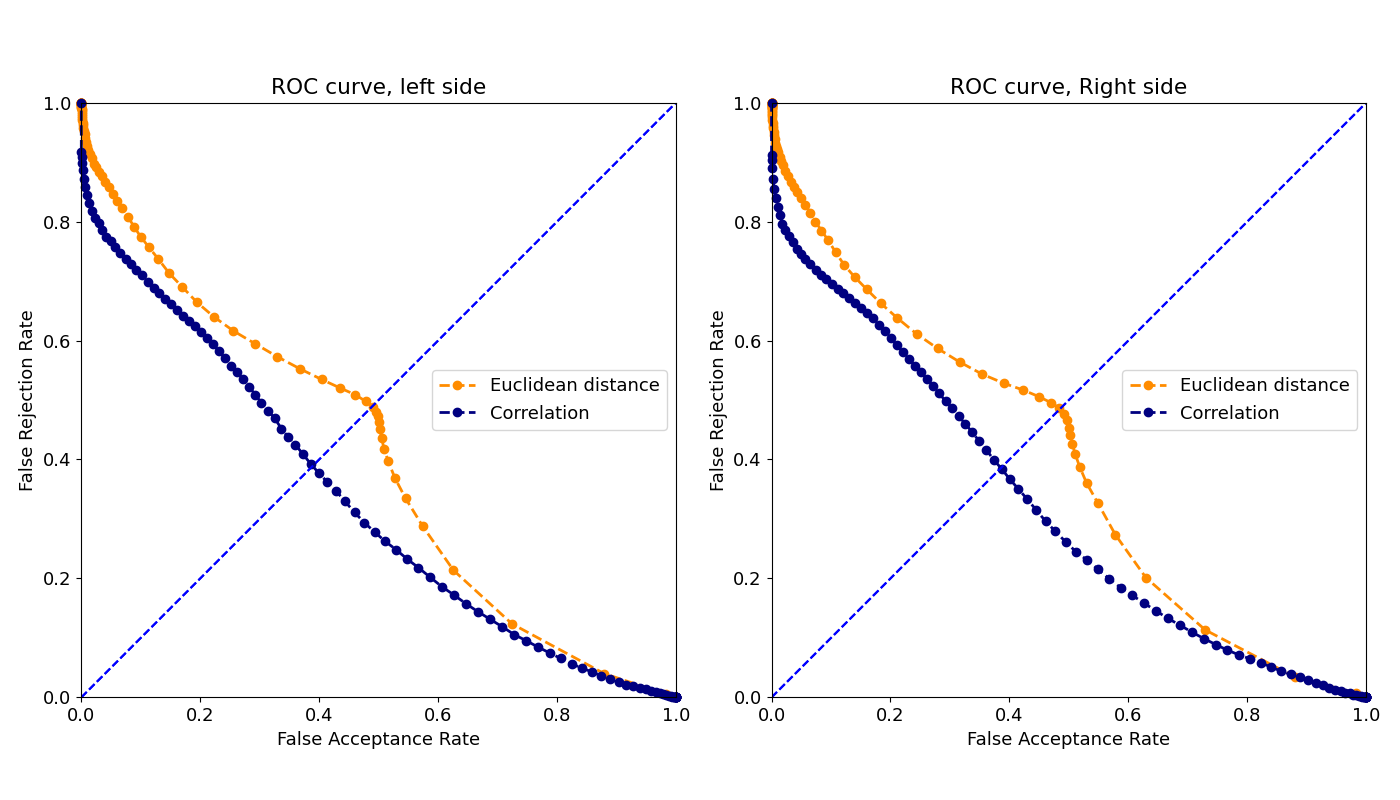 ROC curve, left side
1.0
0.8
0.6
0.4
0.2
0.0
False Rejection Rate
Euclidean distance
Correlation
0.0 0.2 0.4 0.6 0.8 1.0
False Acceptance Rate
ROC curve, Right side
1.0
0.8
0.6
0.4
0.2
0.0
False Rejection Rate
Euclidean distance
Correlation
0.0 0.2 0.4 0.6 0.8 1.0
False Acceptance Rate